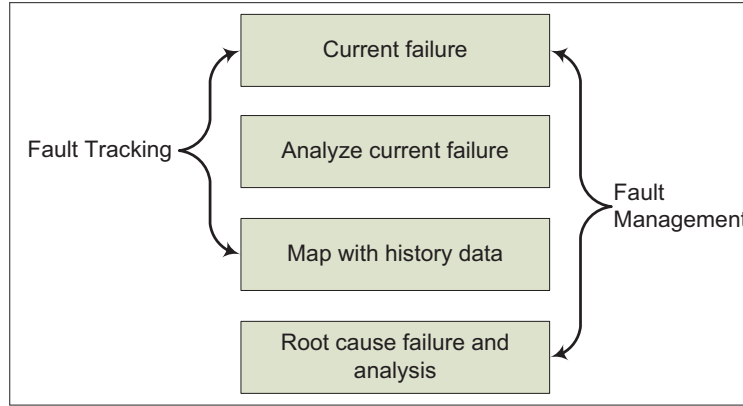 Current failure
Fault Tracking
Analyze current failure
Map with history data
Fault
Management
Root cause failure and
analysis